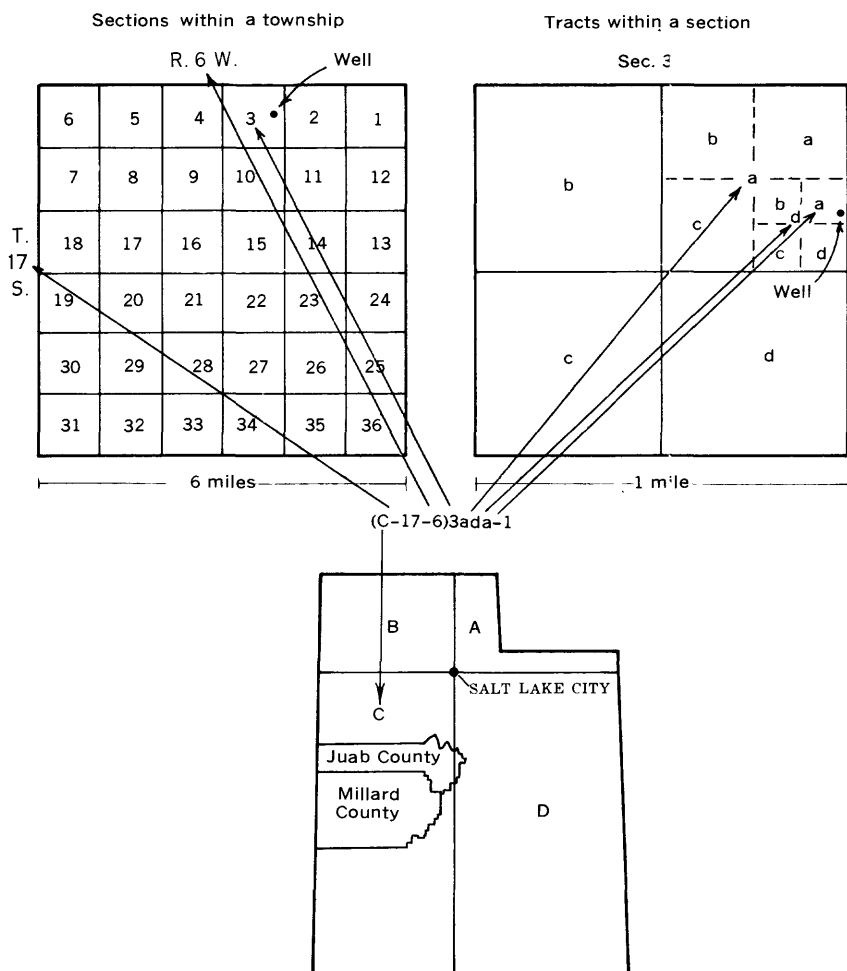 Sections within a township
Tracts within a section
R. 6 W.
Well
Sec. 3
6 5 4 3 2 1
7 8 9 10 11 12
18 17 16 15 14 13
19 20 21 22 23 24
30 29 28 27 26 25
31 32 33 34 35 36
T.
17
S.
6 miles
b a
b a
b a
c d
c d
Well
c d
1 mile
(C-17-6)3ada-1
B A
SALT LAKE CITY
C
Juab County
Millard
County
D